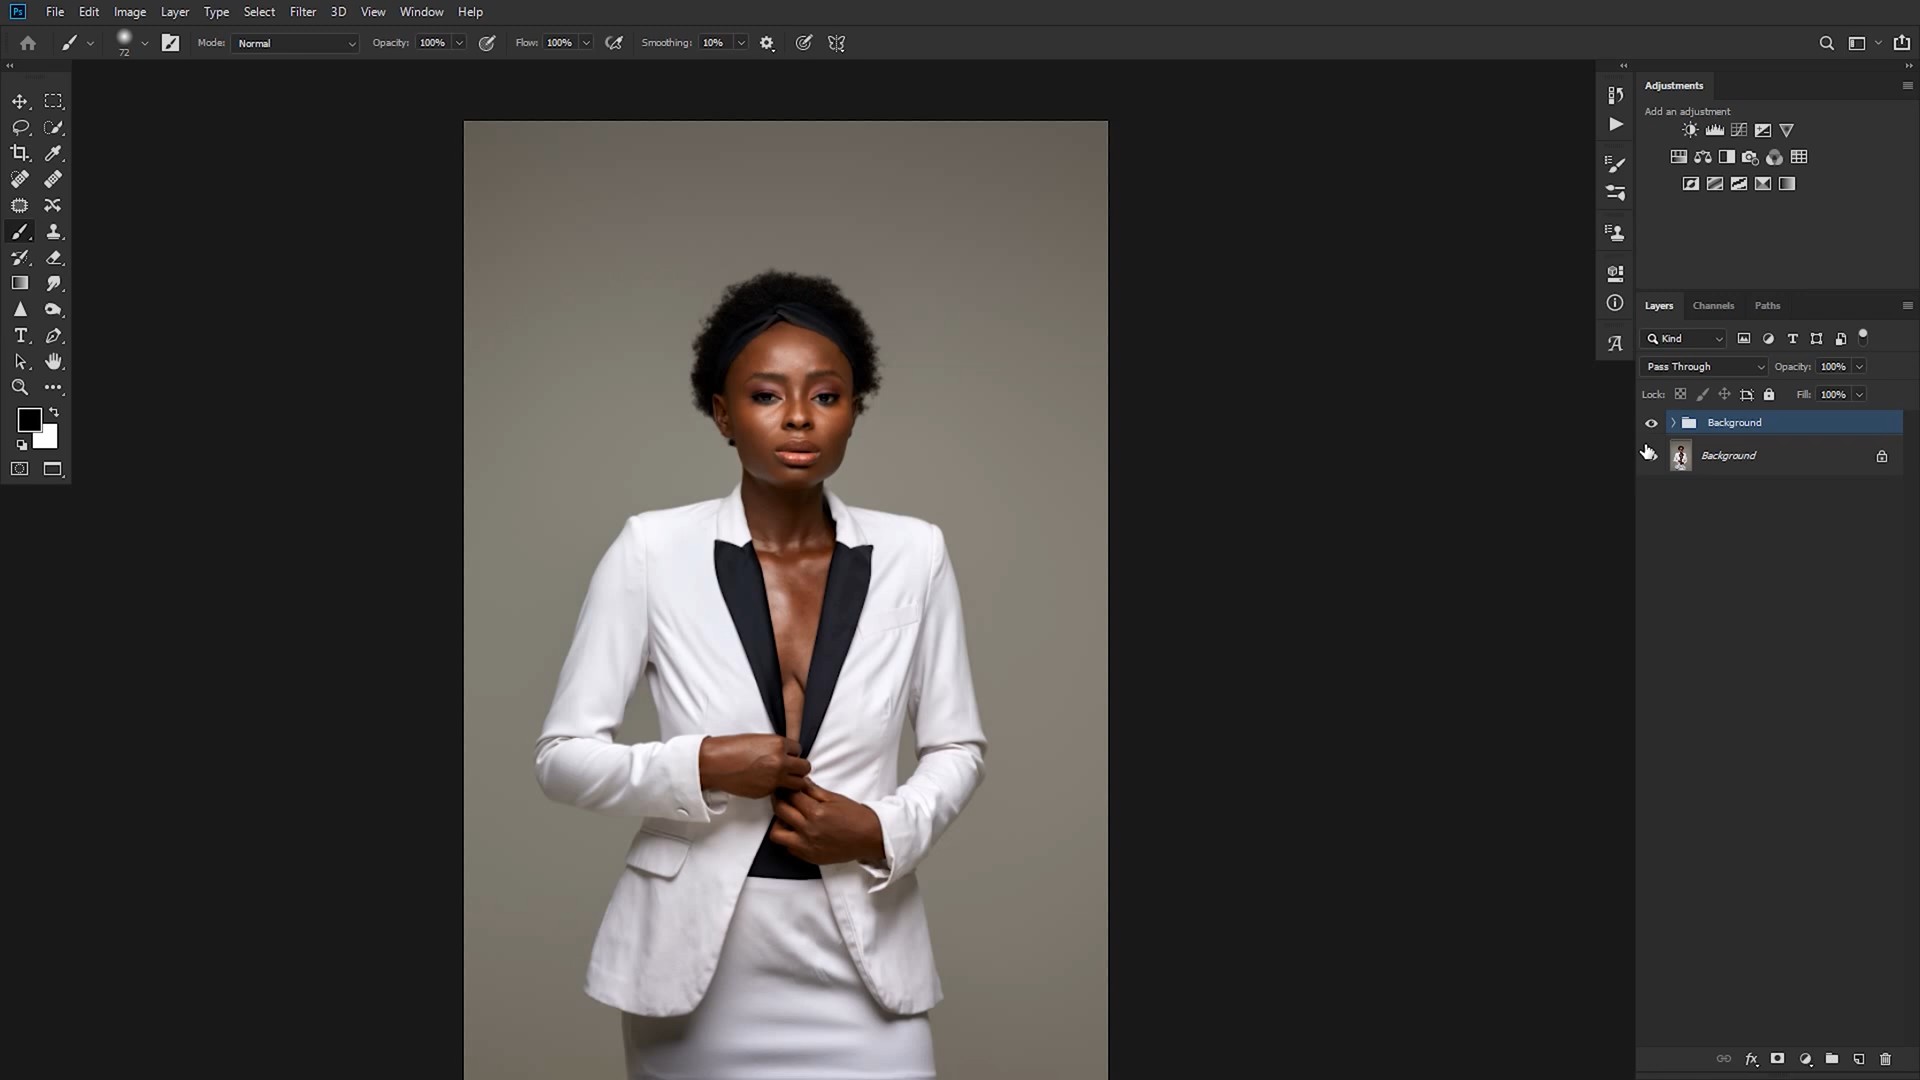 Ps File Edit Image Layer Type Select Filter 3D View Window Help
72 Mode: Normal Opacity: 100% Flow: 100% Smoothing: 10%
Adjustments
Add an adjustment
Layers Channels Paths
Kind
Pass Through Opacity: 100%
Lock: Fill: 100%
Background
Background